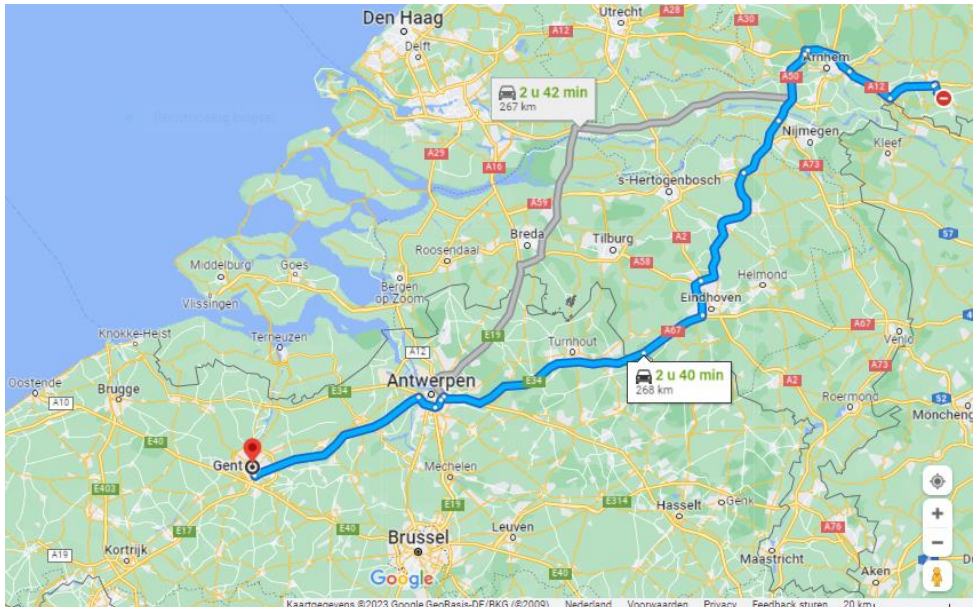 Den Haag
Utrecht
A28
A30
A12
Delft
Arnhem
A50
A12
2 u 42 min
267 km
Nijmegen
Kleef
A29
A16
A73
's-Hertogenbosch
A59
57
Breda
Tilburg
A2
Roosendaal
A58
Helmond
Middelburg
Goes
Bergen
op Zoom
Vlissingen
Eindhoven
Knokke-Heist
Terneuzen
E19
A67
A67
Turnhout
Venlo
A12
Oostende
Antwerpen
E34
E34
2 u 40 min
268 km
A2
Brugge
A10
Roermond
52
E40
Gent
Mechelen
E403
E19
E314
Hasselt
Genk
E17
E40
Leuven
A76
Brussel
A19
Kortrijk
Maastricht
Aken
Google
Kaartgegevens ©2023 Google GeoBasis-DE/BKG (©2009)
Nederland
Voorwaarden
Privacy
Feedback sturen
20 km